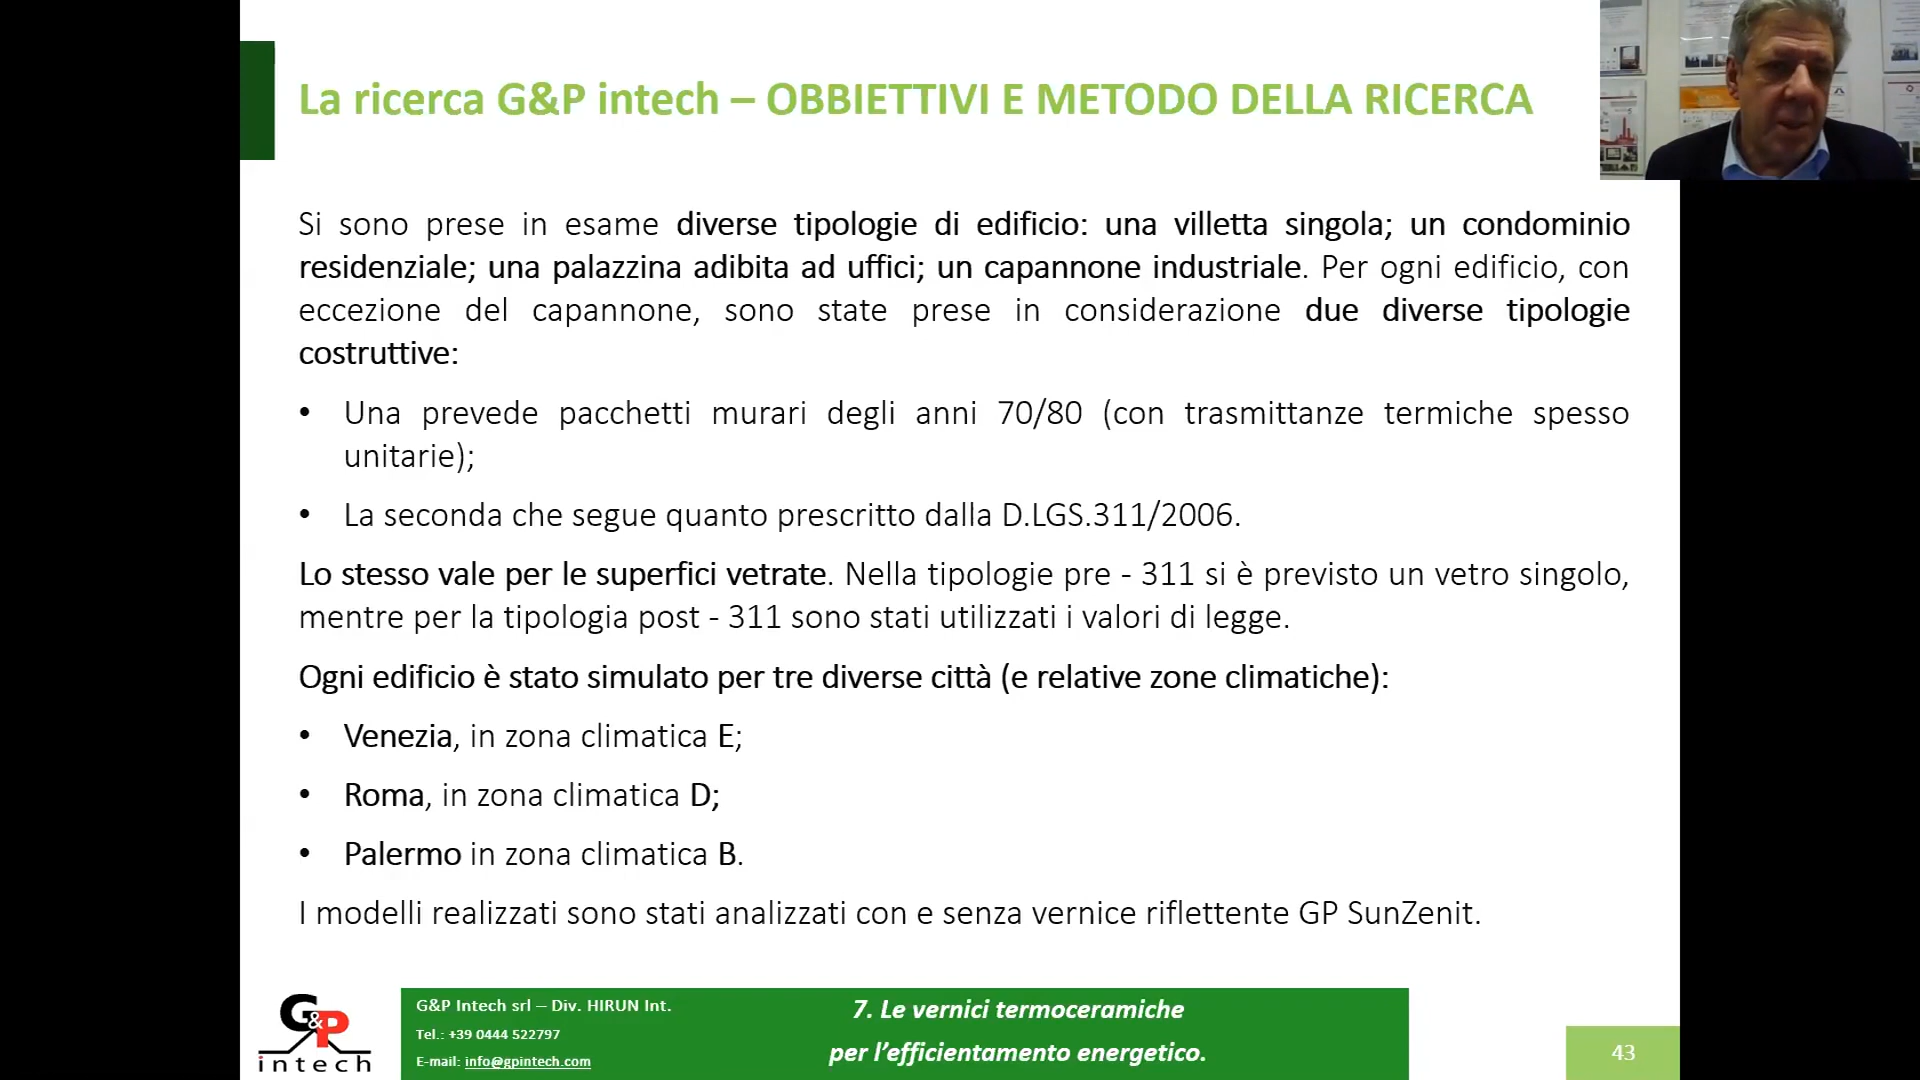 La ricerca G&P intech – OBBIETTIVI E METODO DELLA RICERCA
Si sono prese in esame diverse tipologie di edificio: una villetta singola; un condominio
residenziale; una palazzina adibita ad uffici; un capannone industriale. Per ogni edificio, con
eccezione del capannone, sono state prese in considerazione due diverse tipologie
costruttive:
• Una prevede pacchetti murari degli anni 70/80 (con trasmittanze termiche spesso
unitarie);
• La seconda che segue quanto prescritto dalla D.LGS.311/2006.
Lo stesso vale per le superfici vetrate. Nella tipologie pre - 311 si è previsto un vetro singolo,
mentre per la tipologia post - 311 sono stati utilizzati i valori di legge.
Ogni edificio è stato simulato per tre diverse città (e relative zone climatiche):
• Venezia, in zona climatica E;
• Roma, in zona climatica D;
• Palermo in zona climatica B.
I modelli realizzati sono stati analizzati con e senza vernice riflettente GP SunZenit.
G&P
intech
G&P Intech srl – Div. HIRUN Int.
Tel.: +39 0444 522797
E-mail: info@gpintech.com
7. Le vernici termoceramiche
per l'efficientamento energetico.
43